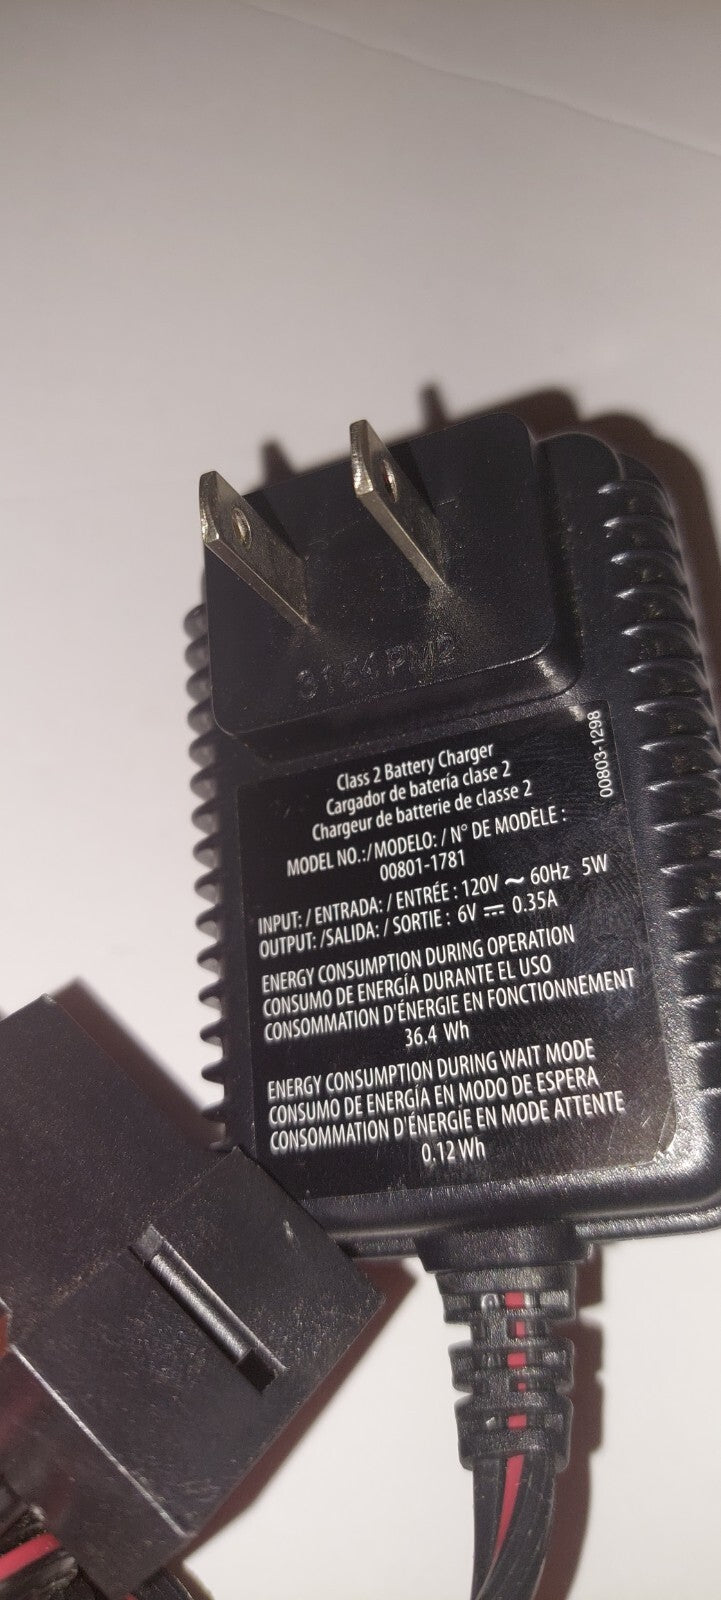 Class 2 Battery Charger
Cargador de batería clase 2
Chargeur de batterie de classe 2
MODEL NO.:/MODELO: / N° DE MODÈLE :
00801-1781
INPUT: / ENTRADA: / ENTRÉE : 120V ~ 60Hz 5W
OUTPUT: /SALIDA: / SORTIE : 6V ⎓ 0.35A
ENERGY CONSUMPTION DURING OPERATION
CONSUMO DE ENERGÍA DURANTE EL USO
CONSOMMATION D'ÉNERGIE EN FONCTIONNEMENT
36.4 Wh
ENERGY CONSUMPTION DURING WAIT MODE
CONSUMO DE ENERGÍA EN MODO DE ESPERA
CONSOMMATION D'ÉNERGIE EN MODE ATTENTE
0.12 Wh
00803-1298